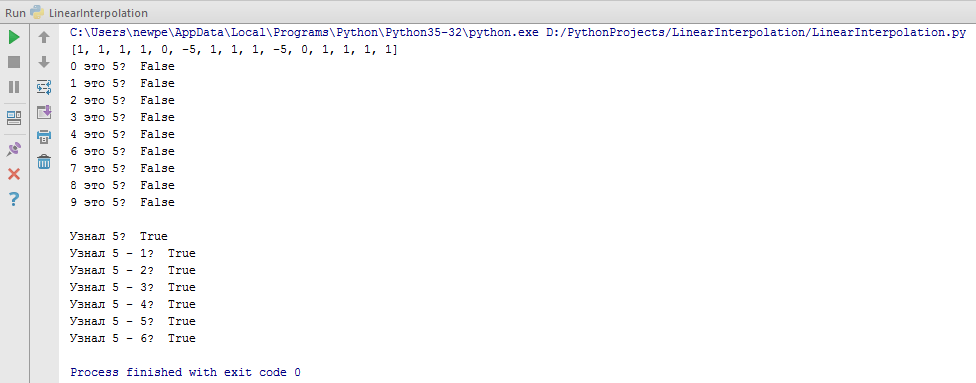 Run LinearInterpolation
C:\Users\newpe\AppData\Local\Programs\Python\Python35-32\python.exe D:/PythonProjects/LinearInterpolation/LinearInterpolation.py
[1, 1, 1, 1, 0, -5, 1, 1, 1, -5, 0, 1, 1, 1, 1]
0 это 5?  False
1 это 5?  False
2 это 5?  False
3 это 5?  False
4 это 5?  False
6 это 5?  False
7 это 5?  False
8 это 5?  False
9 это 5?  False
Узнал 5?  True
Узнал 5 - 1?  True
Узнал 5 - 2?  True
Узнал 5 - 3?  True
Узнал 5 - 4?  True
Узнал 5 - 5?  True
Узнал 5 - 6?  True
Process finished with exit code 0